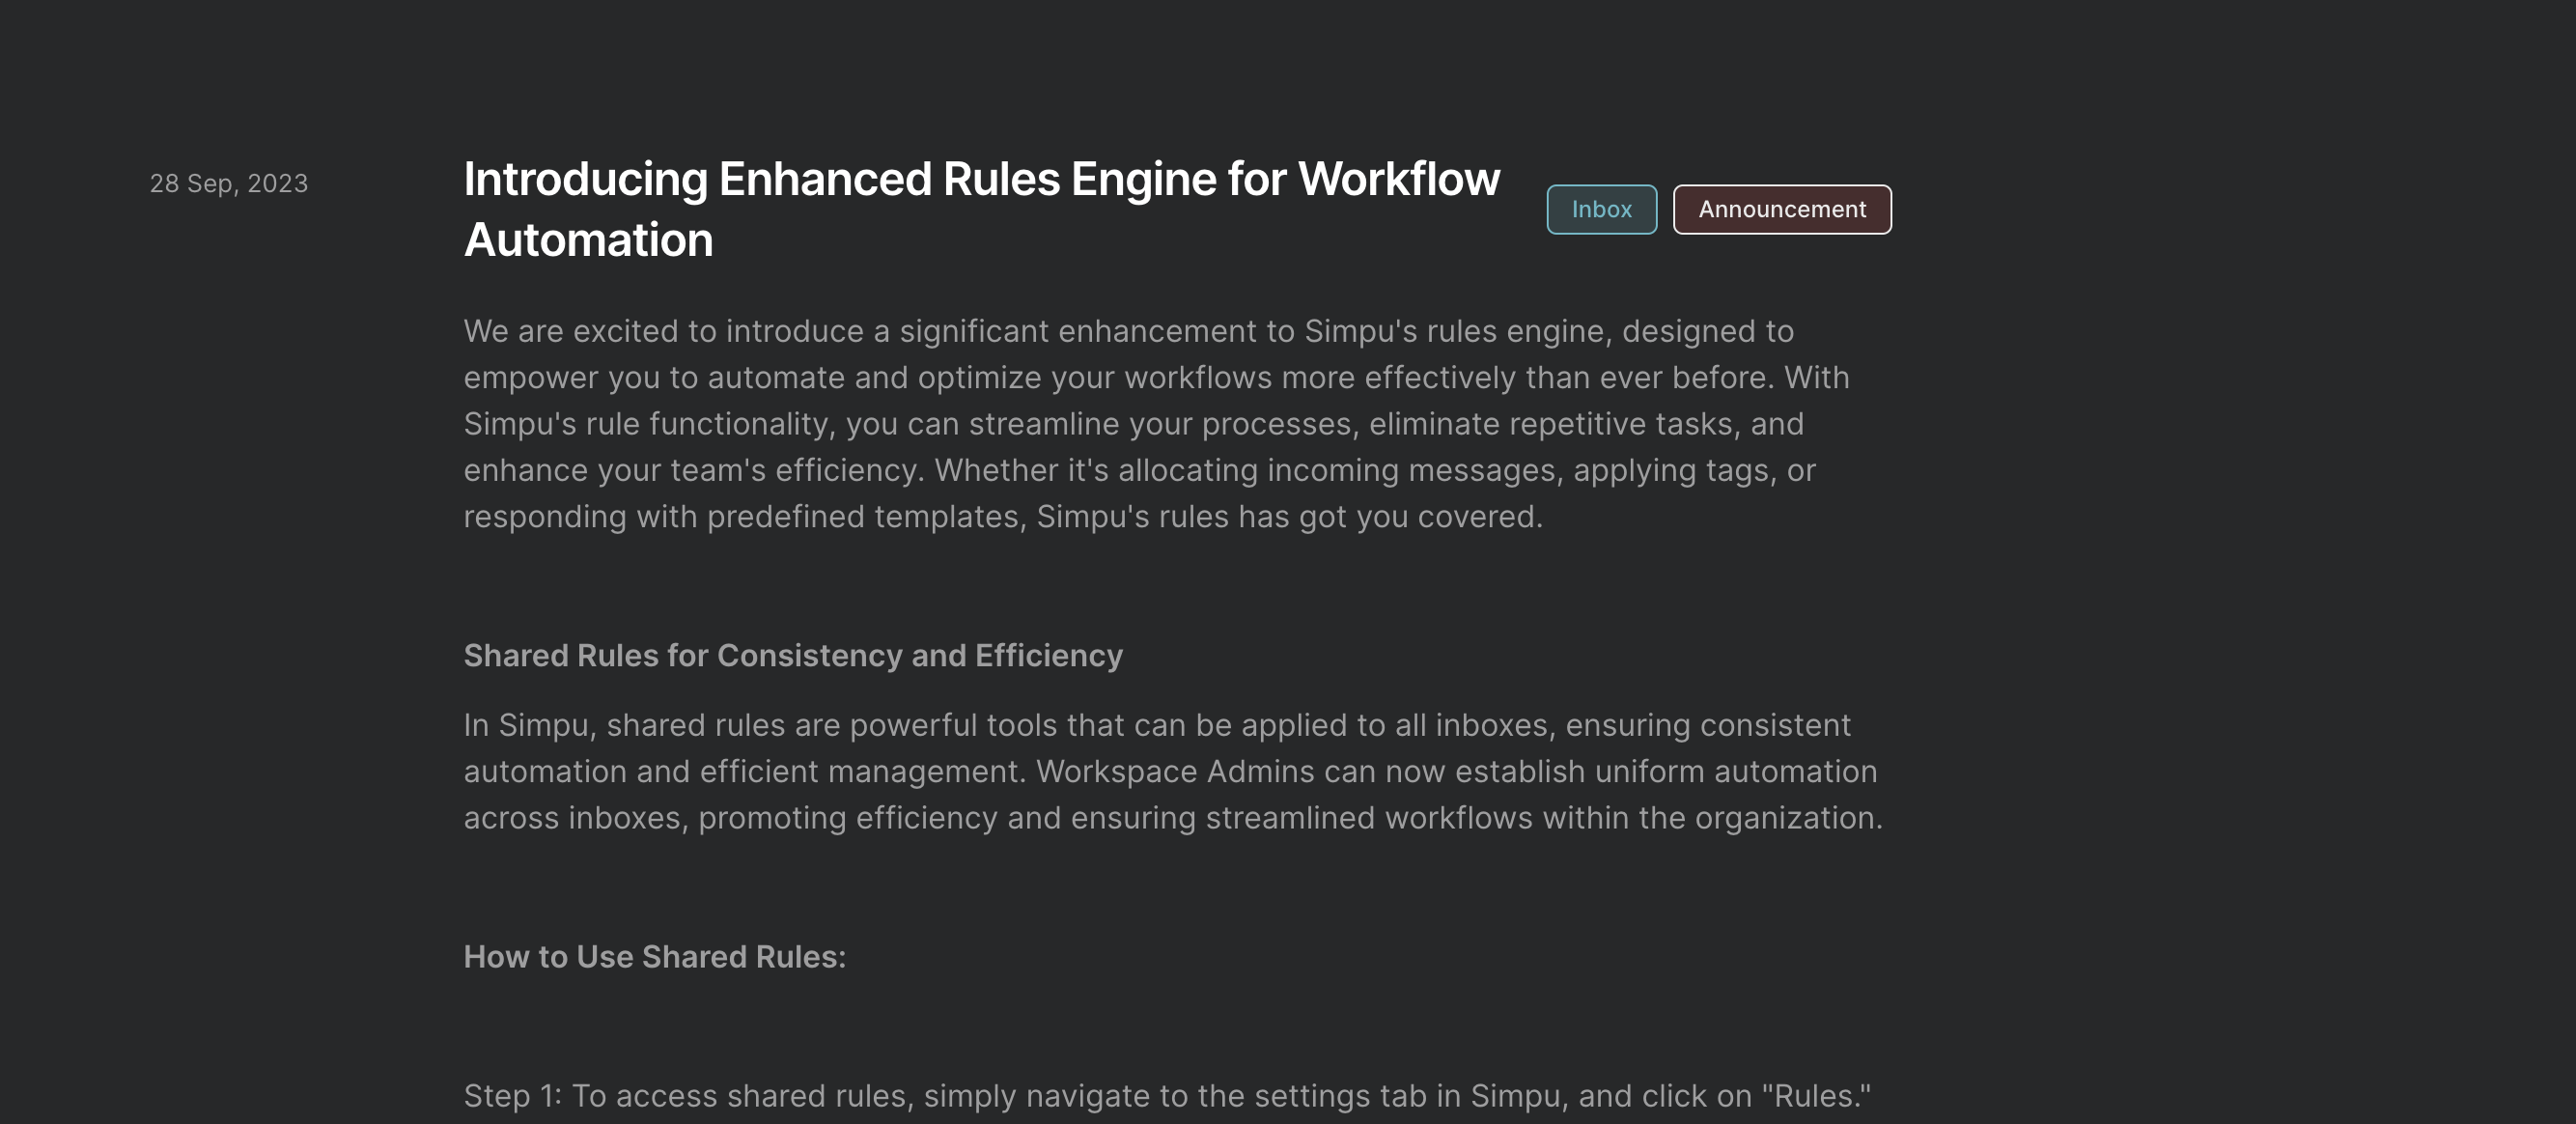 28 Sep, 2023
Introducing Enhanced Rules Engine for Workflow
Automation
Inbox
Announcement
We are excited to introduce a significant enhancement to Simpu's rules engine, designed to
empower you to automate and optimize your workflows more effectively than ever before. With
Simpu's rule functionality, you can streamline your processes, eliminate repetitive tasks, and
enhance your team's efficiency. Whether it's allocating incoming messages, applying tags, or
responding with predefined templates, Simpu's rules has got you covered.
Shared Rules for Consistency and Efficiency
In Simpu, shared rules are powerful tools that can be applied to all inboxes, ensuring consistent
automation and efficient management. Workspace Admins can now establish uniform automation
across inboxes, promoting efficiency and ensuring streamlined workflows within the organization.
How to Use Shared Rules:
Step 1: To access shared rules, simply navigate to the settings tab in Simpu, and click on "Rules."